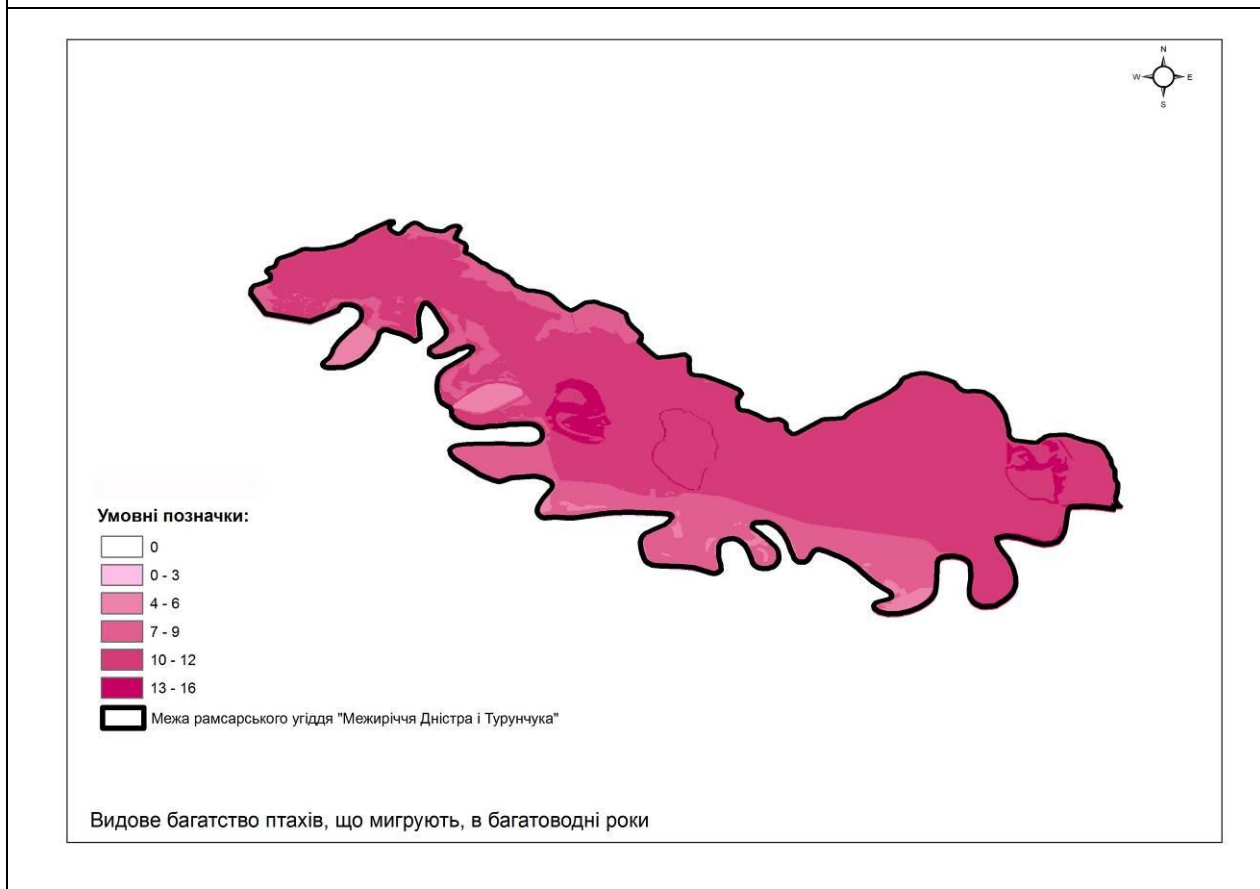 N
W E
S
Умовні позначки:
0
0 - 3
4 - 6
7 - 9
10 - 12
13 - 16
Межа рамсарського угіддя "Межиріччя Дністра і Турунчука"
Видове багатство птахів, що мигрують, в багатоводні роки